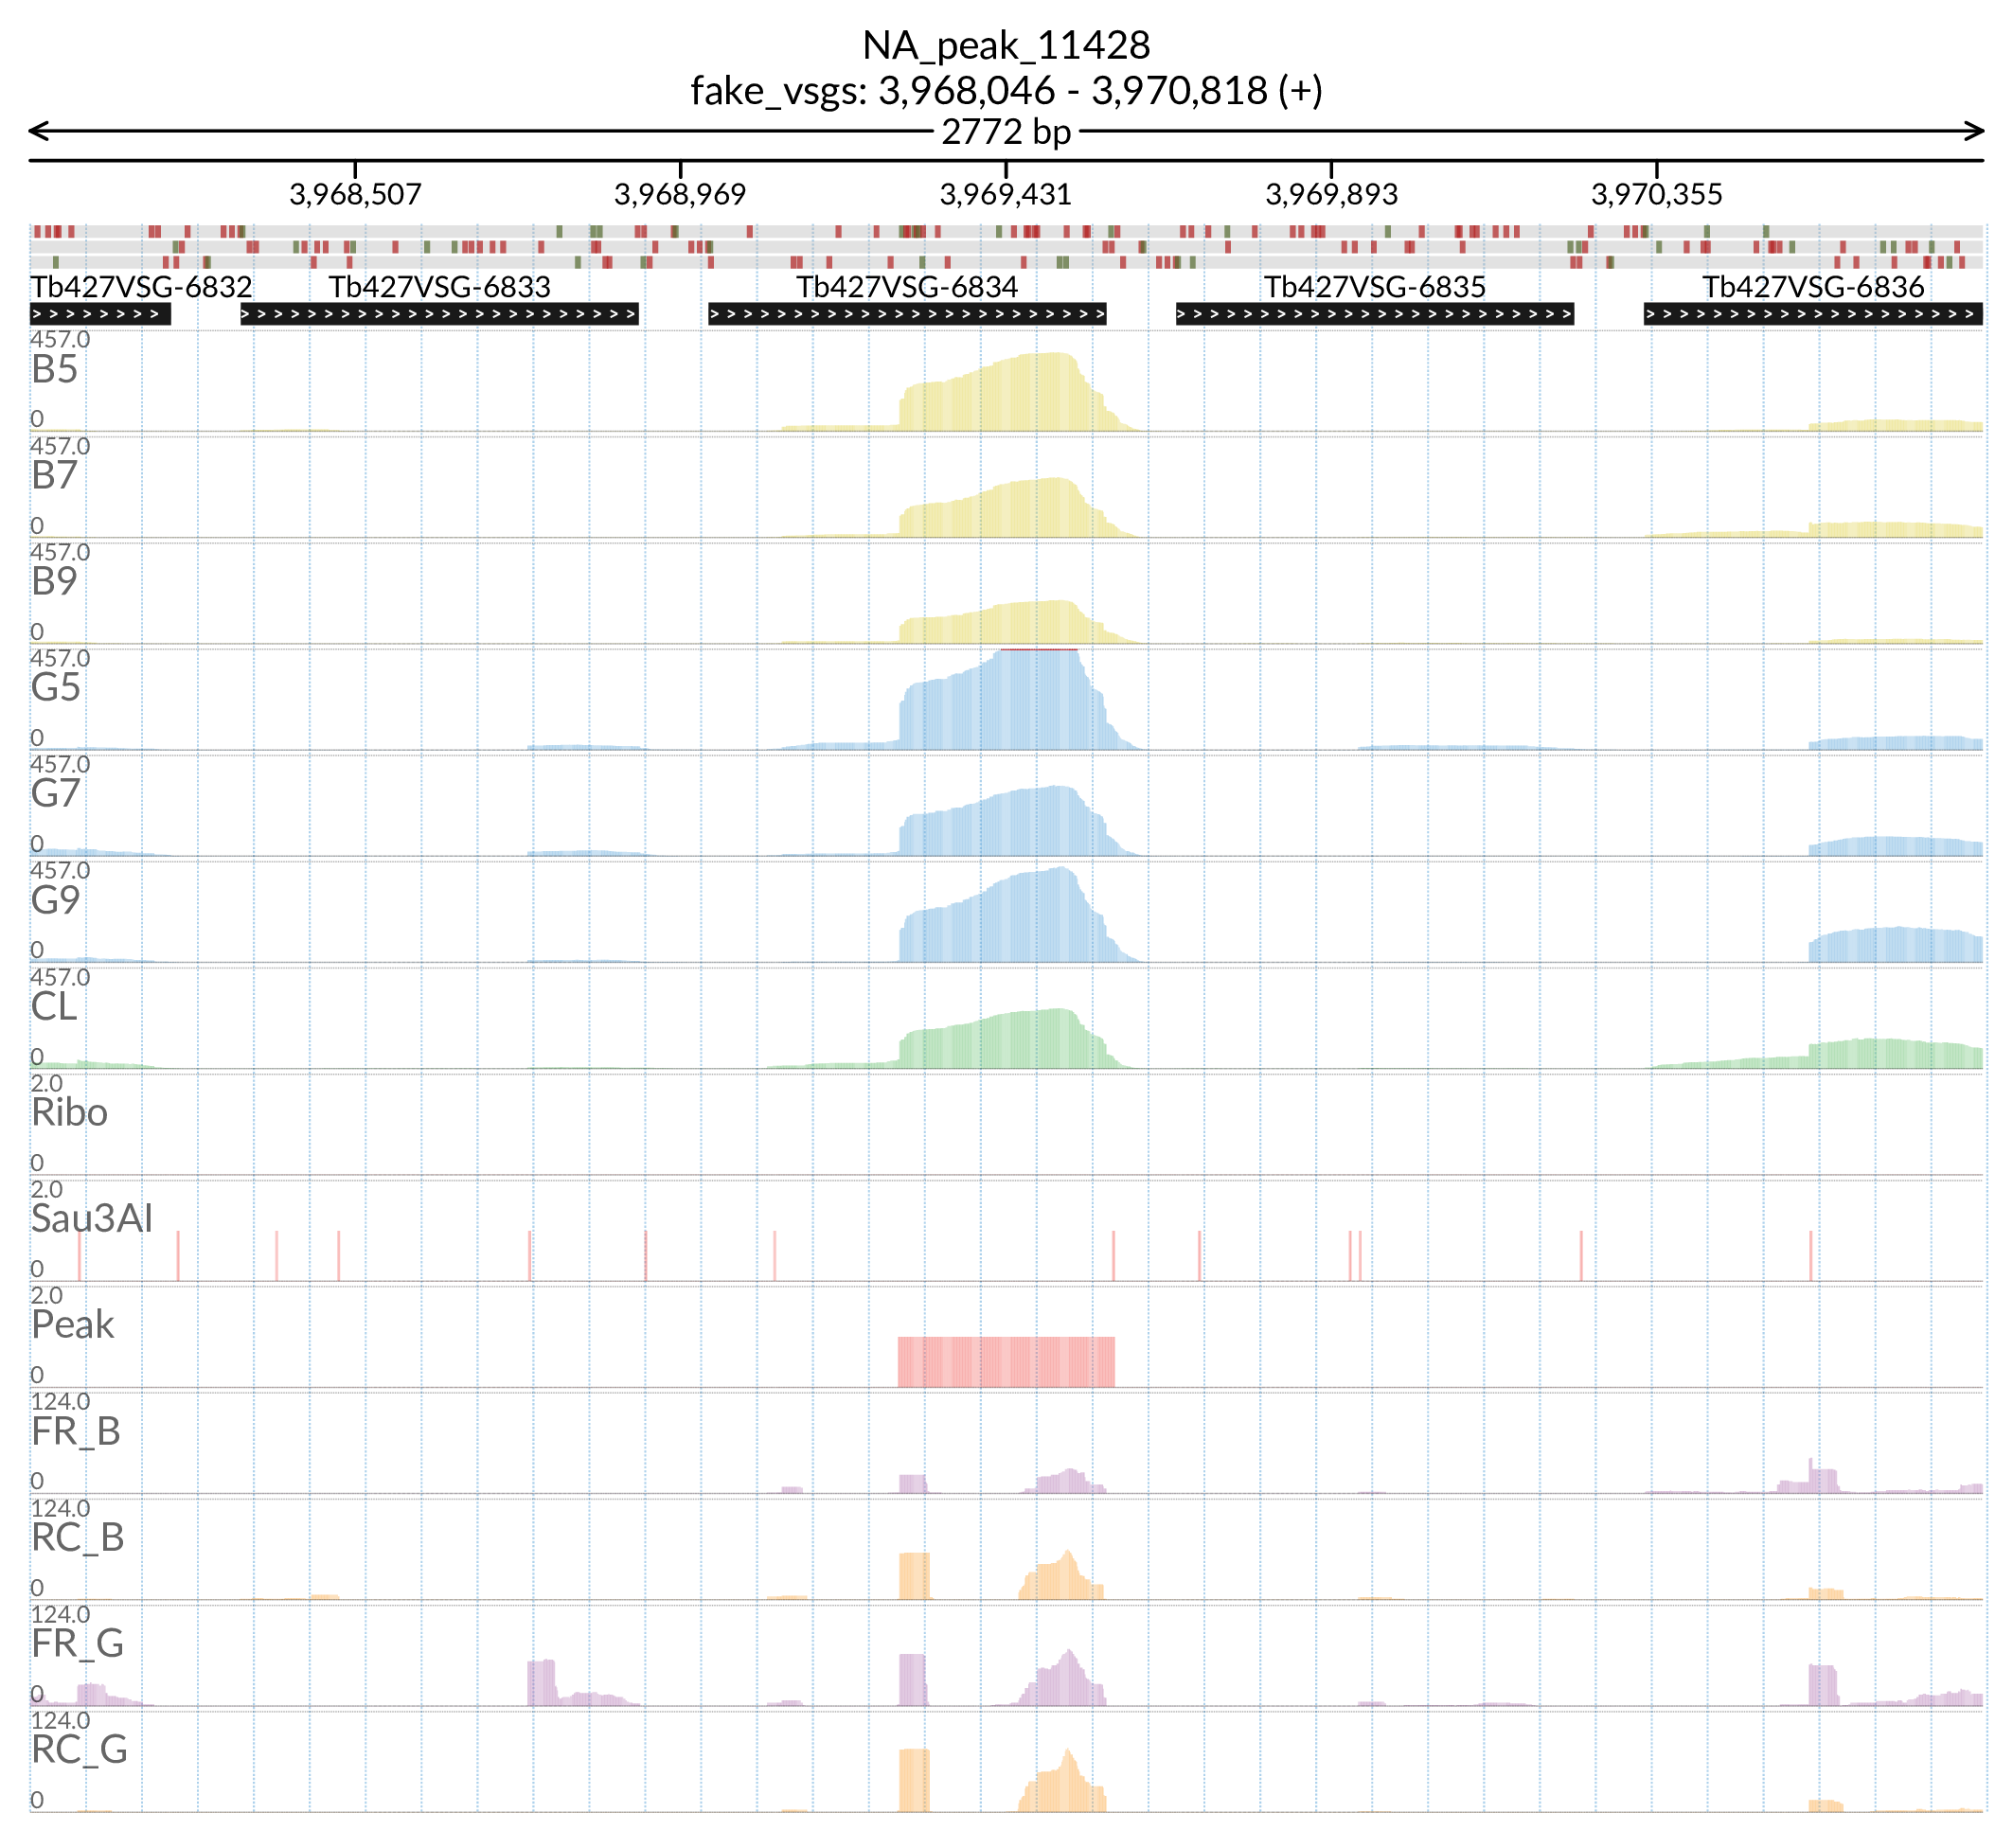 NA_peak_11428
fake_vsgs: 3,968,046 - 3,970,818 (+)
2772 bp
3,968,507 3,968,969 3,969,431 3,969,893 3,970,355
Tb427VSG-6832 Tb427VSG-6833 Tb427VSG-6834 Tb427VSG-6835 Tb427VSG-6836
457.0
B5
0
457.0
B7
0
457.0
B9
0
457.0
G5
0
457.0
G7
0
457.0
G9
0
457.0
CL
0
2.0
Ribo
0
2.0
Sau3AI
0
2.0
Peak
0
124.0
FR_B
0
124.0
RC_B
0
124.0
FR_G
0
124.0
RC_G
0